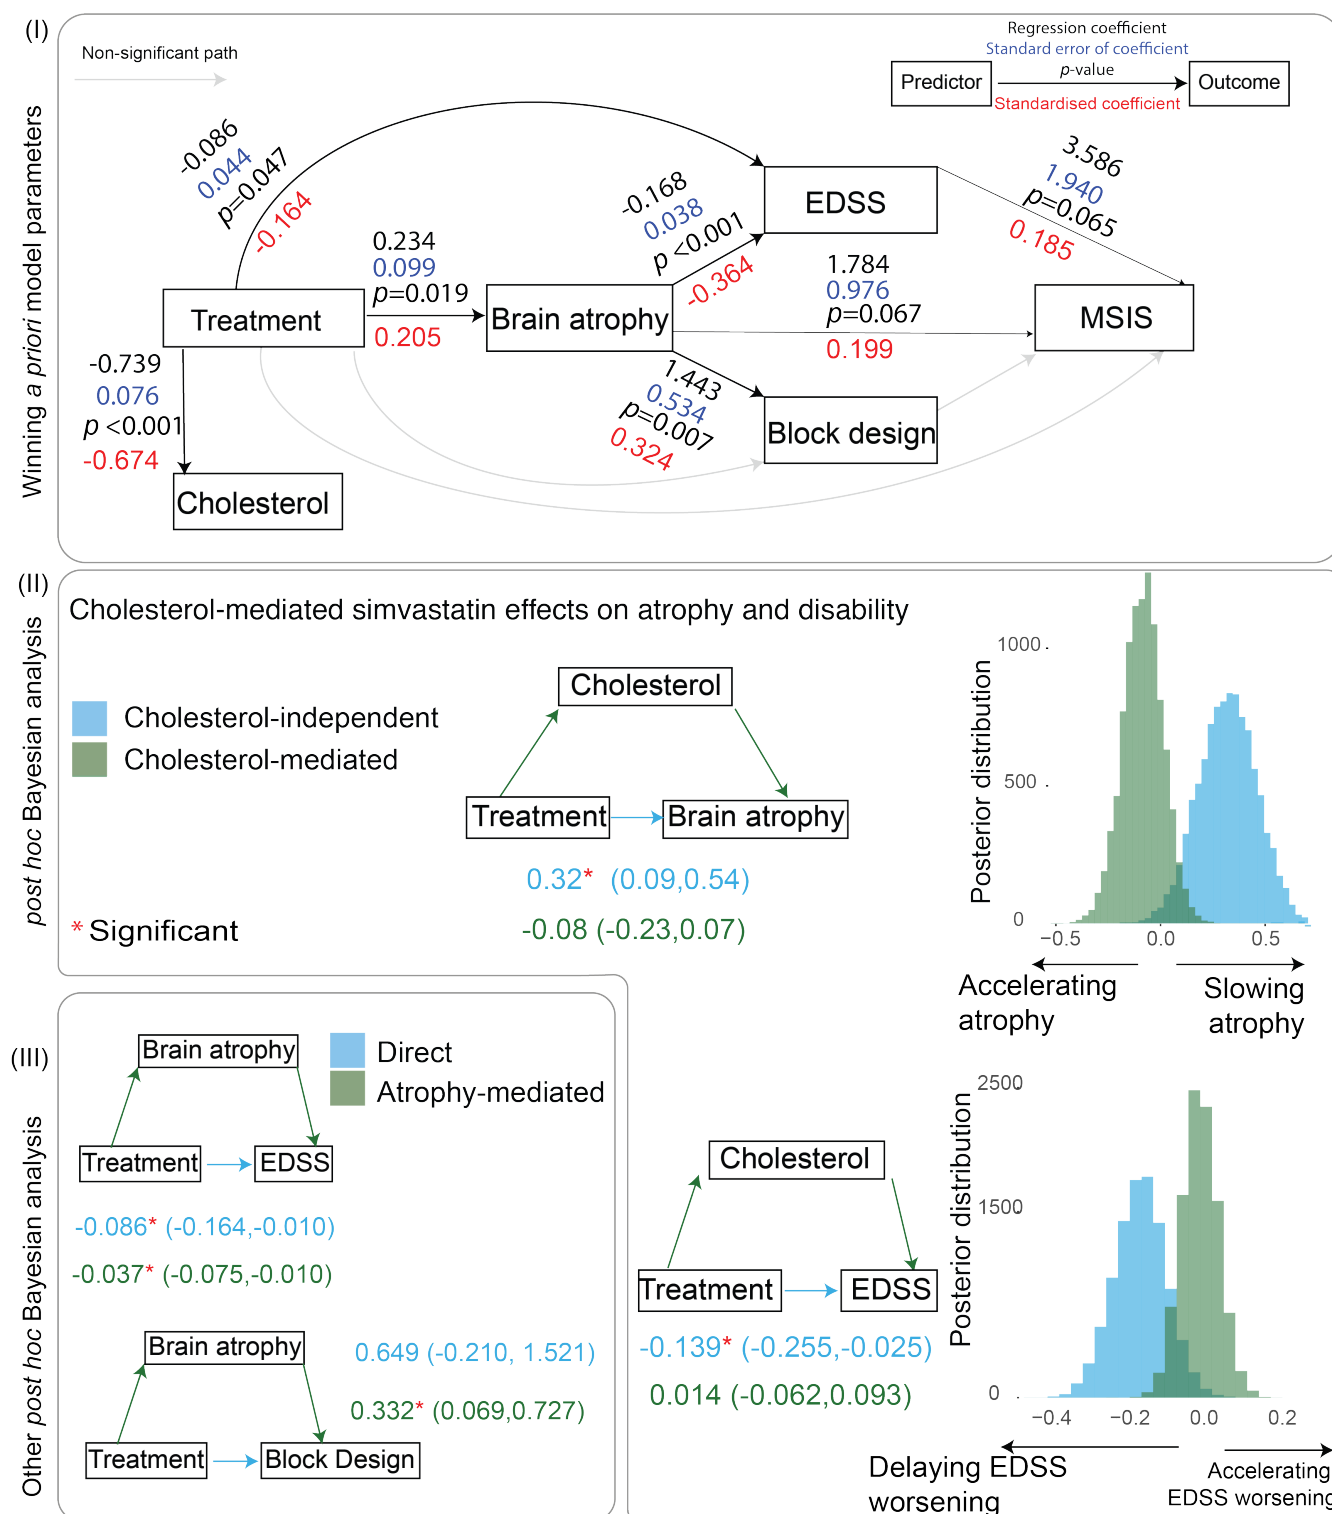 (I)
Winning a priori model parameters
Non-significant path
Regression coefficient
Standard error of coefficient
p-value
Standardised coefficient
Predictor
Outcome
-0.086
0.044
p=0.047
-0.164
0.234
0.099
p=0.019
0.205
-0.168
0.038
p <0.001
-0.364
3.586
1.940
p=0.065
0.185
1.784
0.976
p=0.067
0.199
EDSS
Treatment
Brain atrophy
MSIS
-0.739
0.076
p <0.001
-0.674
1.443
0.534
p=0.007
0.324
Block design
Cholesterol
(II)
post hoc Bayesian analysis
Cholesterol-mediated simvastatin effects on atrophy and disability
Cholesterol-independent
Cholesterol-mediated
* Significant
Cholesterol
Treatment
Brain atrophy
0.32* (0.09,0.54)
-0.08 (-0.23,0.07)
Posterior distribution
1000
500
0
−0.5
0.0
0.5
Accelerating
atrophy
Slowing
atrophy
(III)
Other post hoc Bayesian analysis
Brain atrophy
Direct
Atrophy-mediated
Treatment
EDSS
-0.086* (-0.164,-0.010)
-0.037* (-0.075,-0.010)
Brain atrophy
0.649 (-0.210, 1.521)
0.332* (0.069,0.727)
Treatment
Block Design
Cholesterol
Treatment
EDSS
-0.139* (-0.255,-0.025)
0.014 (-0.062,0.093)
Posterior distribution
2500
1500
0
−0.4
−0.2
0.0
0.2
Delaying EDSS
worsening
Accelerating
EDSS worsening